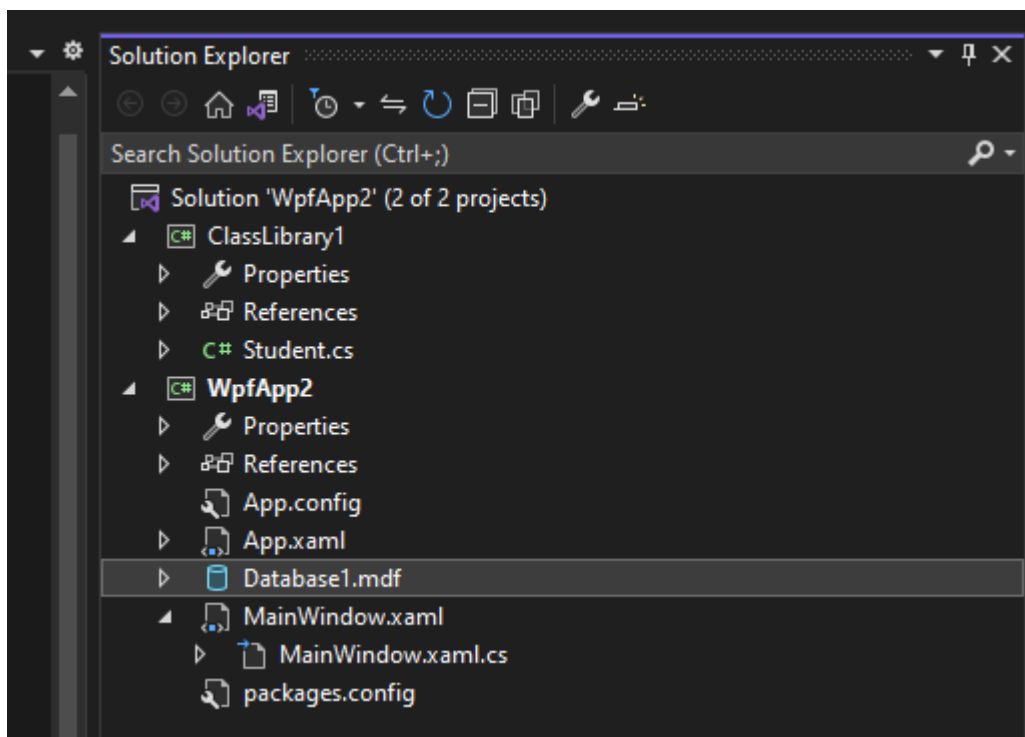 Solution Explorer
Search Solution Explorer (Ctrl+;)
Solution 'WpfApp2' (2 of 2 projects)
C# ClassLibrary1
Properties
References
C# Student.cs
C# WpfApp2
Properties
References
App.config
App.xaml
Database1.mdf
MainWindow.xaml
MainWindow.xaml.cs
packages.config